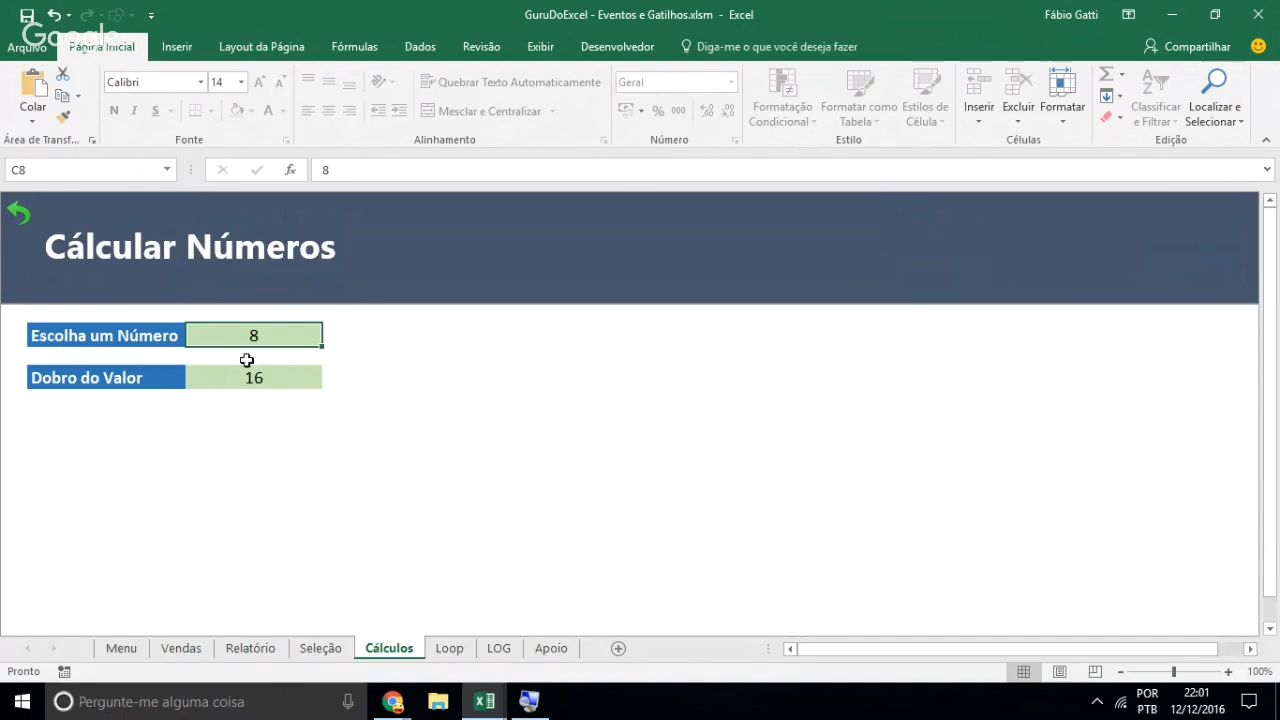 GuruDoExcel - Eventos e Gatilhos.xlsm - Excel
Fábio Gatti
Google
Arquivo
Página Inicial
Inserir
Layout da Página
Fórmulas
Dados
Revisão
Exibir
Desenvolvedor
Diga-me o que você deseja fazer
Compartilhar
Colar
Área de Transf...
Calibri
14
N I S
A
Fonte
Quebrar Texto Automaticamente
Mesclar e Centralizar
Alinhamento
Geral
% 000
Número
Formatação Condicional
Formatar como Tabela
Estilos de Célula
Estilo
Inserir
Excluir
Formatar
Células
Classificar e Filtrar
Localizar e Selecionar
Edição
C8
fx
8
Cálcular Números
Escolha um Número
8
Dobro do Valor
16
Menu
Vendas
Relatório
Seleção
Cálculos
Loop
LOG
Apoio
Pronto
100%
Pergunte-me alguma coisa
POR
PTB
22:01
12/12/2016